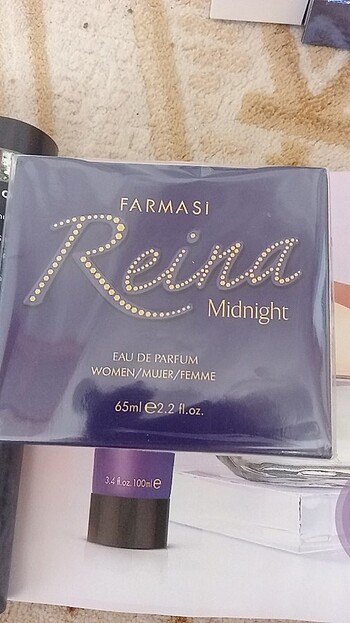 FARMASi
Reina
Midnight
EAU DE PARFUM
WOMEN/MUJER/FEMME
65ml ℮ 2.2 fl.oz.
3.4 fl.oz. 100ml ℮